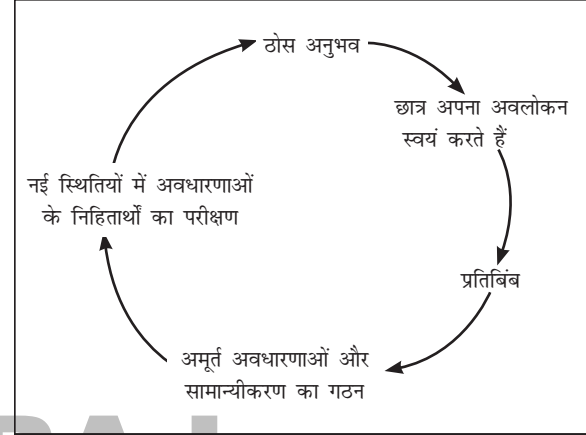 ठोस अनुभव
छात्र अपना अवलोकन
स्वयं करते हैं
प्रतिबिंब
अमूर्त अवधारणाओं और
सामान्यीकरण का गठन
नई स्थितियों में अवधारणाओं
के निहितार्थों का परीक्षण